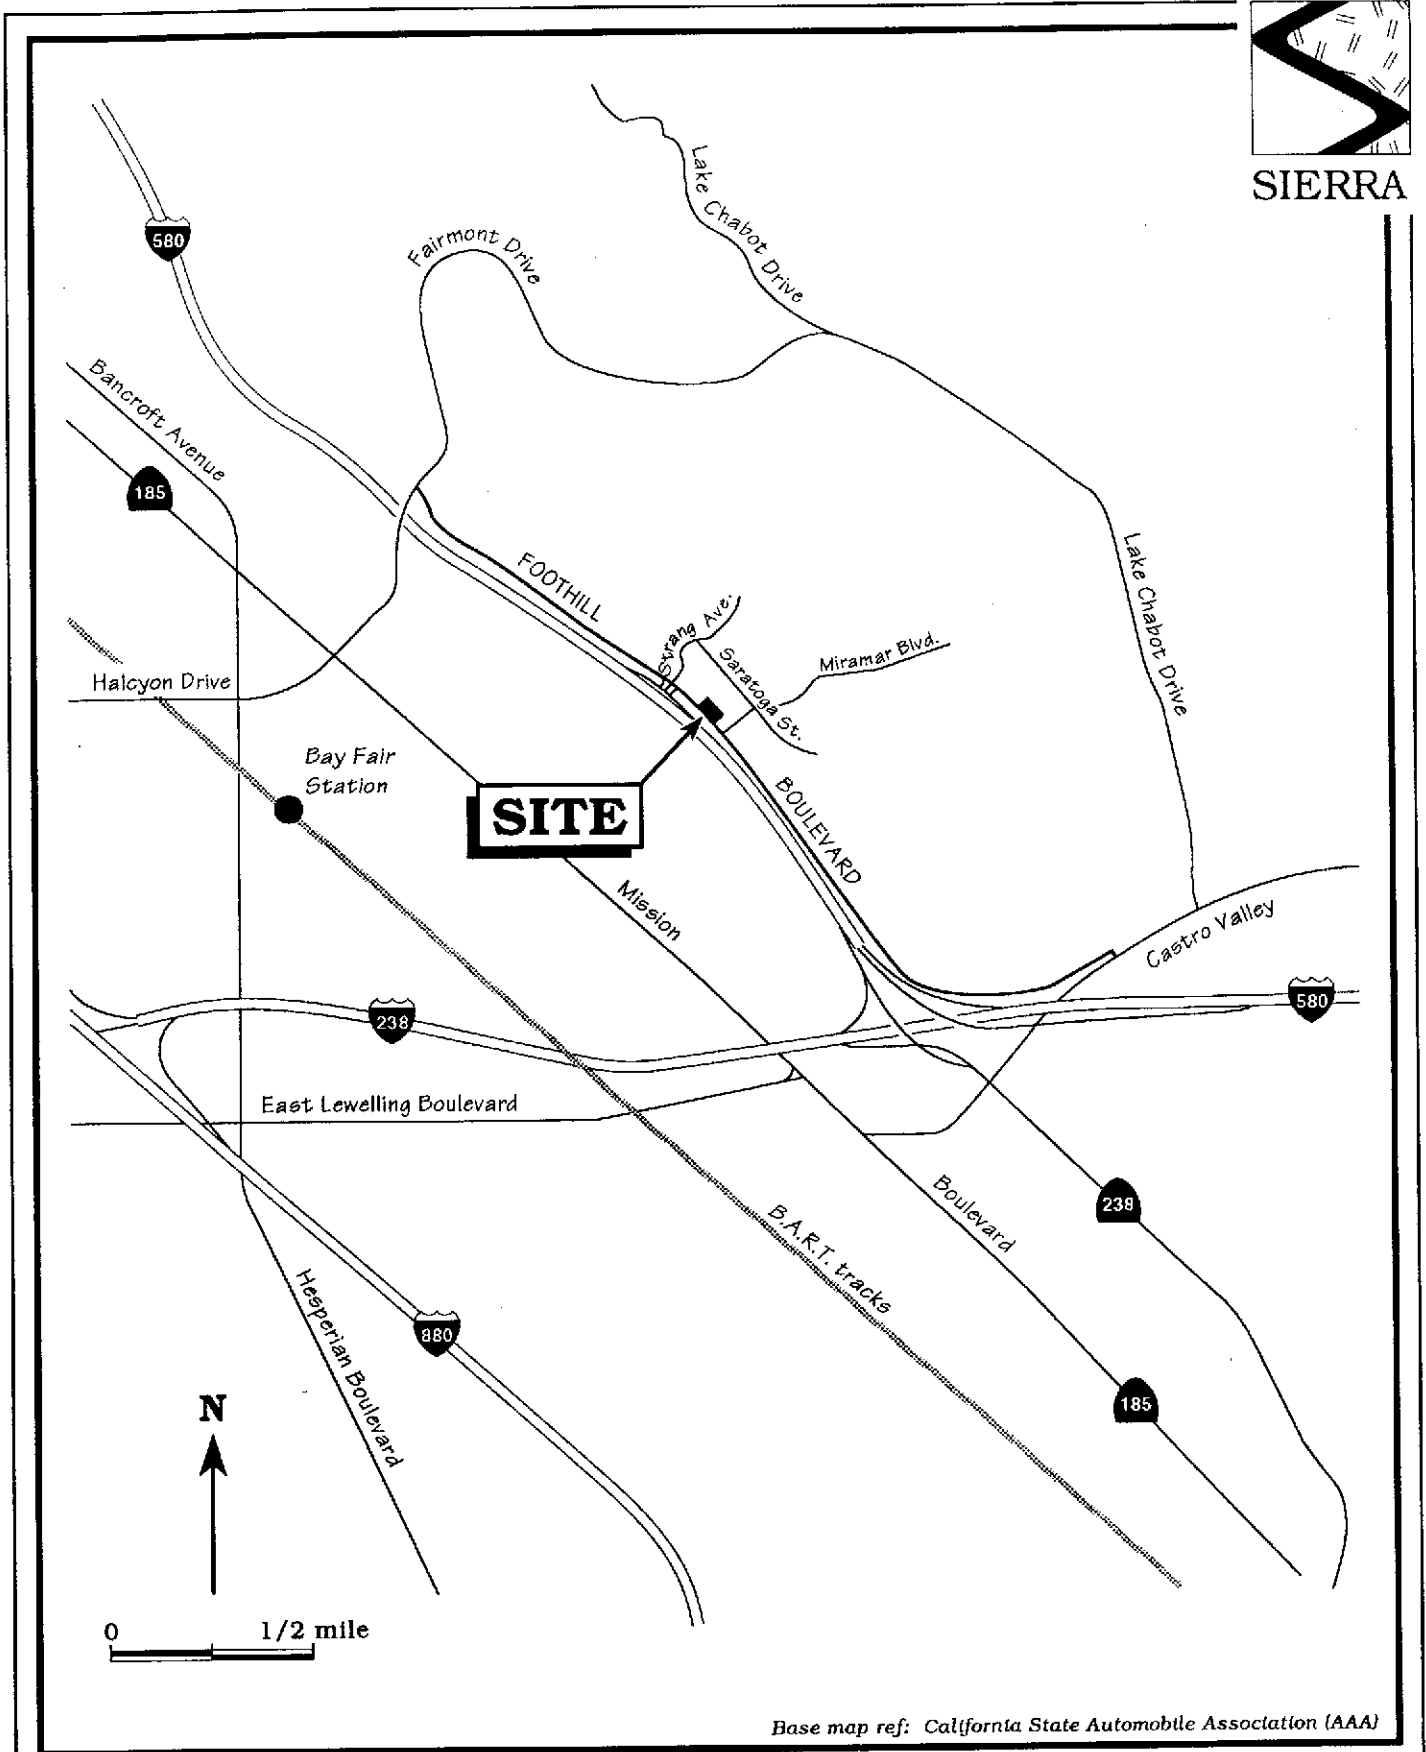 SIERRA
Lake Chabot Drive
580
Fairmont Drive
Bancroft Avenue
185
FOOTHILL
Strang Ave.
Saratoga St.
Miramar Blvd.
Lake Chabot Drive
Halcyon Drive
Bay Fair
Station
SITE
BOULEVARD
Mission
Castro Valley
238
580
East Lewelling Boulevard
Boulevard
238
B.A.R.T. tracks
Hesperian Boulevard
880
185
N
0 1/2 mile
Base map ref: California State Automobile Association (AAA)